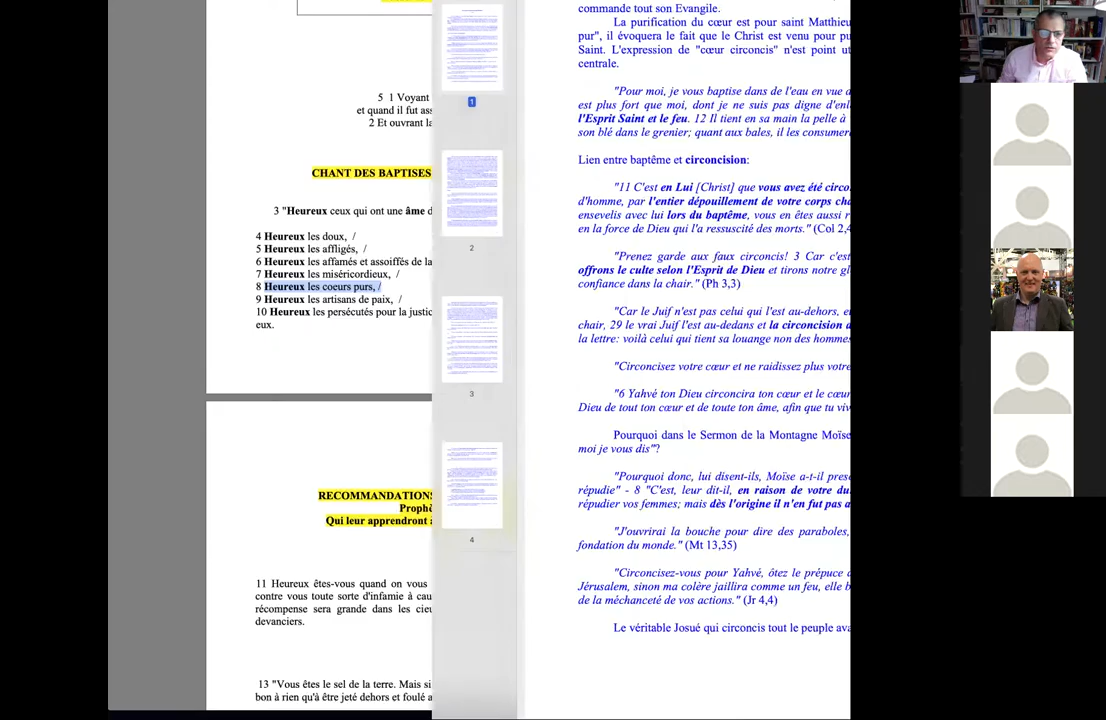 5 1 Voyant
et quand il fut ass
2 Et ouvrant la
CHANT DES BAPTISES
3 "Heureux ceux qui ont une âme d
4 Heureux les doux, /
5 Heureux les affligés, /
6 Heureux les affamés et assoiffés de la
7 Heureux les miséricordieux, /
8 Heureux les coeurs purs, /
9 Heureux les artisans de paix, /
10 Heureux les persécutés pour la justic
eux.
RECOMMANDATIONS
Prophè
Qui leur apprendront
11 Heureux êtes-vous quand on vous
contre vous toute sorte d'infamie à cau
récompense sera grande dans les cieu
devanciers.
13 "Vous êtes le sel de la terre. Mais si
bon à rien qu'à être jeté dehors et foulé a
1
2
3
4
commande tout son Evangile.
La purification du cœur est pour saint Matthieu
pur", il évoquera le fait que le Christ est venu pour pu
Saint. L'expression de "cœur circoncis" n'est point ut
centrale.
"Pour moi, je vous baptise dans de l'eau en vue d
est plus fort que moi, dont je ne suis pas digne d'enl
l'Esprit Saint et le feu. 12 Il tient en sa main la pelle à
son blé dans le grenier; quant aux bales, il les consumer
Lien entre baptême et circoncision:
"11 C'est en Lui [Christ] que vous avez été circo
d'homme, par l'entier dépouillement de votre corps cha
ensevelis avec lui lors du baptême, vous en êtes aussi r
en la force de Dieu qui l'a ressuscité des morts." (Col 2,
"Prenez garde aux faux circoncis! 3 Car c'est
offrons le culte selon l'Esprit de Dieu et tirons notre gl
confiance dans la chair." (Ph 3,3)
"Car le Juif n'est pas celui qui l'est au-dehors, e
chair, 29 le vrai Juif l'est au-dedans et la circoncision d
la lettre: voilà celui qui tient sa louange non des hommes
"Circoncisez votre cœur et ne raidissez plus votre
"6 Yahvé ton Dieu circoncira ton cœur et le cœur
Dieu de tout ton cœur et de toute ton âme, afin que tu viv
Pourquoi dans le Sermon de la Montagne Moïse
moi je vous dis"?
"Pourquoi donc, lui disent-ils, Moïse a-t-il pres
répudie" - 8 "C'est, leur dit-il, en raison de votre du
répudier vos femmes; mais dès l'origine il n'en fut pas a
"J'ouvrirai la bouche pour dire des paraboles,
fondation du monde." (Mt 13,35)
"Circoncisez-vous pour Yahvé, ôtez le prépuce d
Jérusalem, sinon ma colère jaillira comme un feu, elle b
de la méchanceté de vos actions." (Jr 4,4)
Le véritable Josué qui circoncis tout le peuple ava